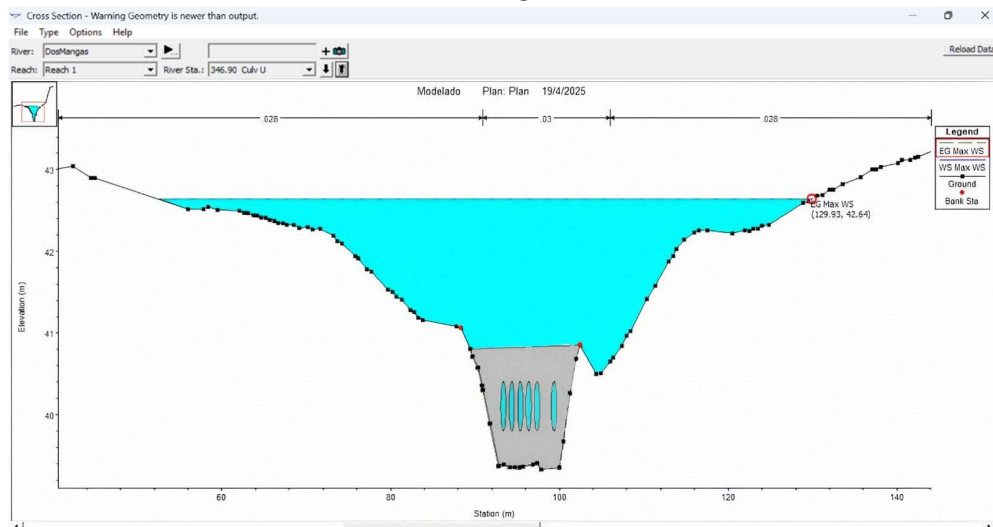 Cross Section - Warning Geometry is newer than output.
File Type Options Help
River: DosMangas
Reload Data
Reach: Reach 1 River Sta.: 346.90 Culv U
Modelado Plan: Plan 19/4/2025
.028 .03 .028
Legend
EG Max WS
WS Max WS
Ground
Bank Sta
EG Max WS
(129.93, 42.64)
43
42
41
40
Elevation (m)
60 80 100 120 140
Station (m)